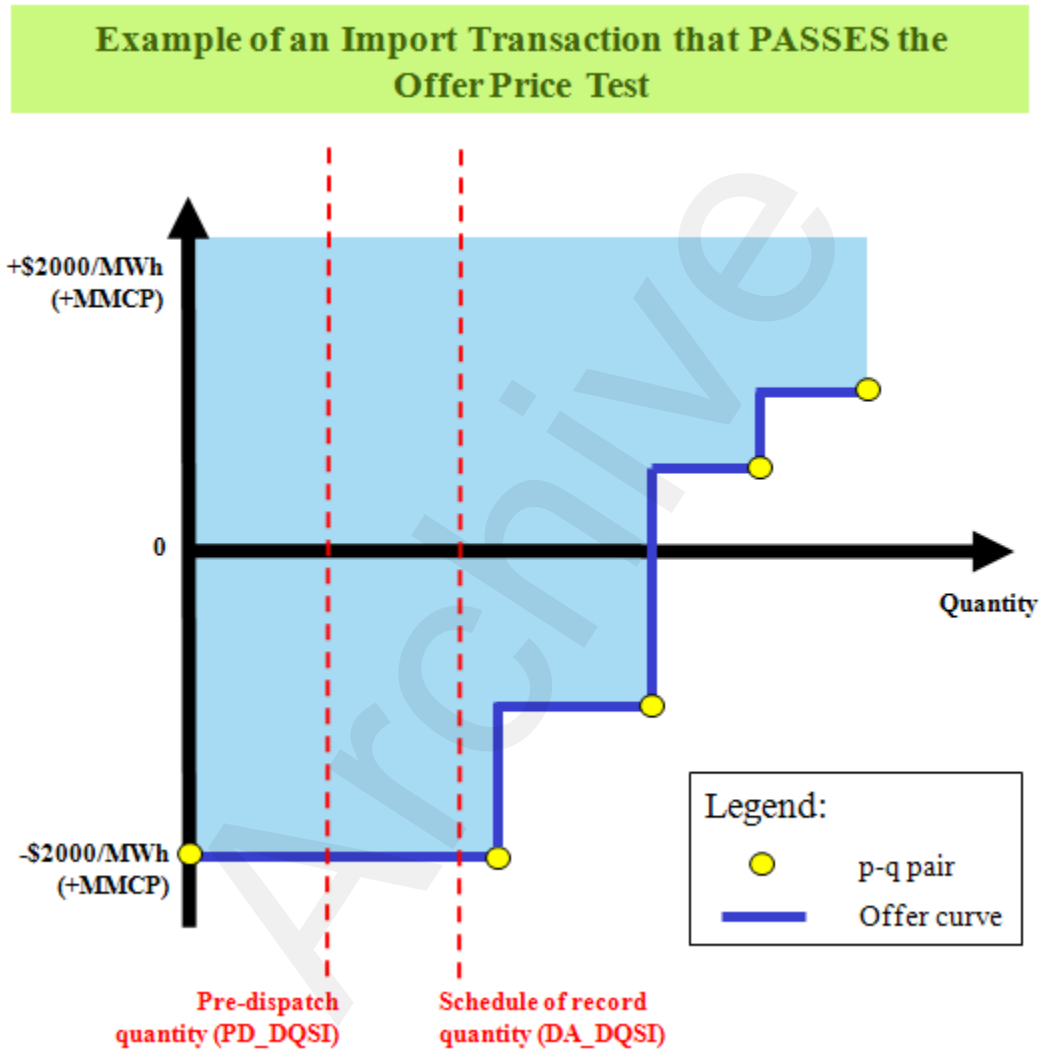 Example of an Import Transaction that PASSES the
Offer Price Test
+$2000/MWh
(+MMCP)
0
Quantity
-$2000/MWh
(+MMCP)
Legend:
p-q pair
Offer curve
Pre-dispatch
quantity (PD_DQSI)
Schedule of record
quantity (DA_DQSI)
Archive